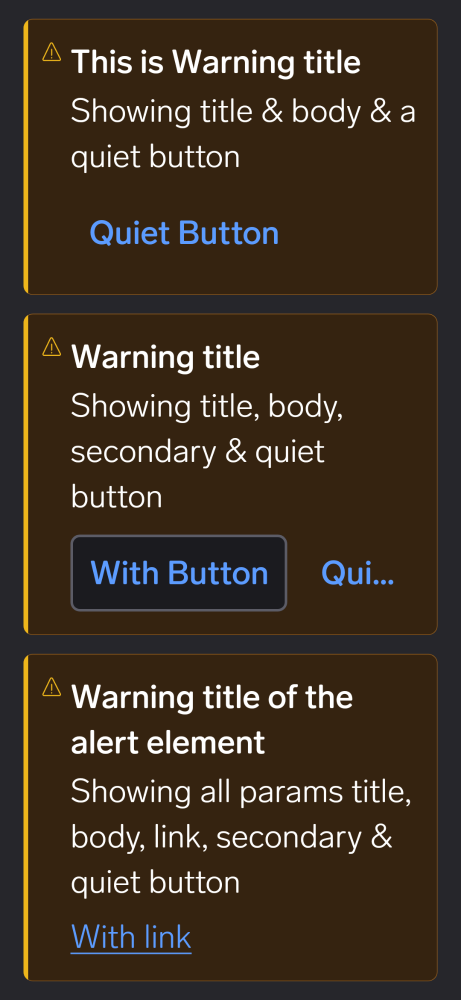 This is Warning title
Showing title & body & a
quiet button
Quiet Button
Warning title
Showing title, body,
secondary & quiet
button
With Button
Qui...
Warning title of the
alert element
Showing all params title,
body, link, secondary &
quiet button
With link